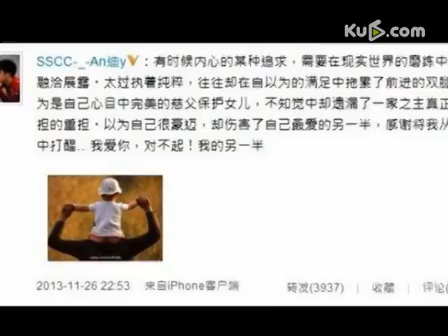 Ku6.com
SSCC-_-An迪y：有时候内心的某种追求，需要在现实世界的磨练中
融洽展露。太过执着纯粹，往往却在自以为的满足中拖累了前进的双腿
为是自己心目中完美的慈父保护女儿，不知觉中却遗漏了一家之主真正
担的重担。以为自己很豪迈，却伤害了自己最爱的另一半，感谢将我从
中打醒.. 我爱你，对不起！我的另一半
2013-11-26 22:53 来自iPhone客户端 转发(3937) | 收藏 | 评论(